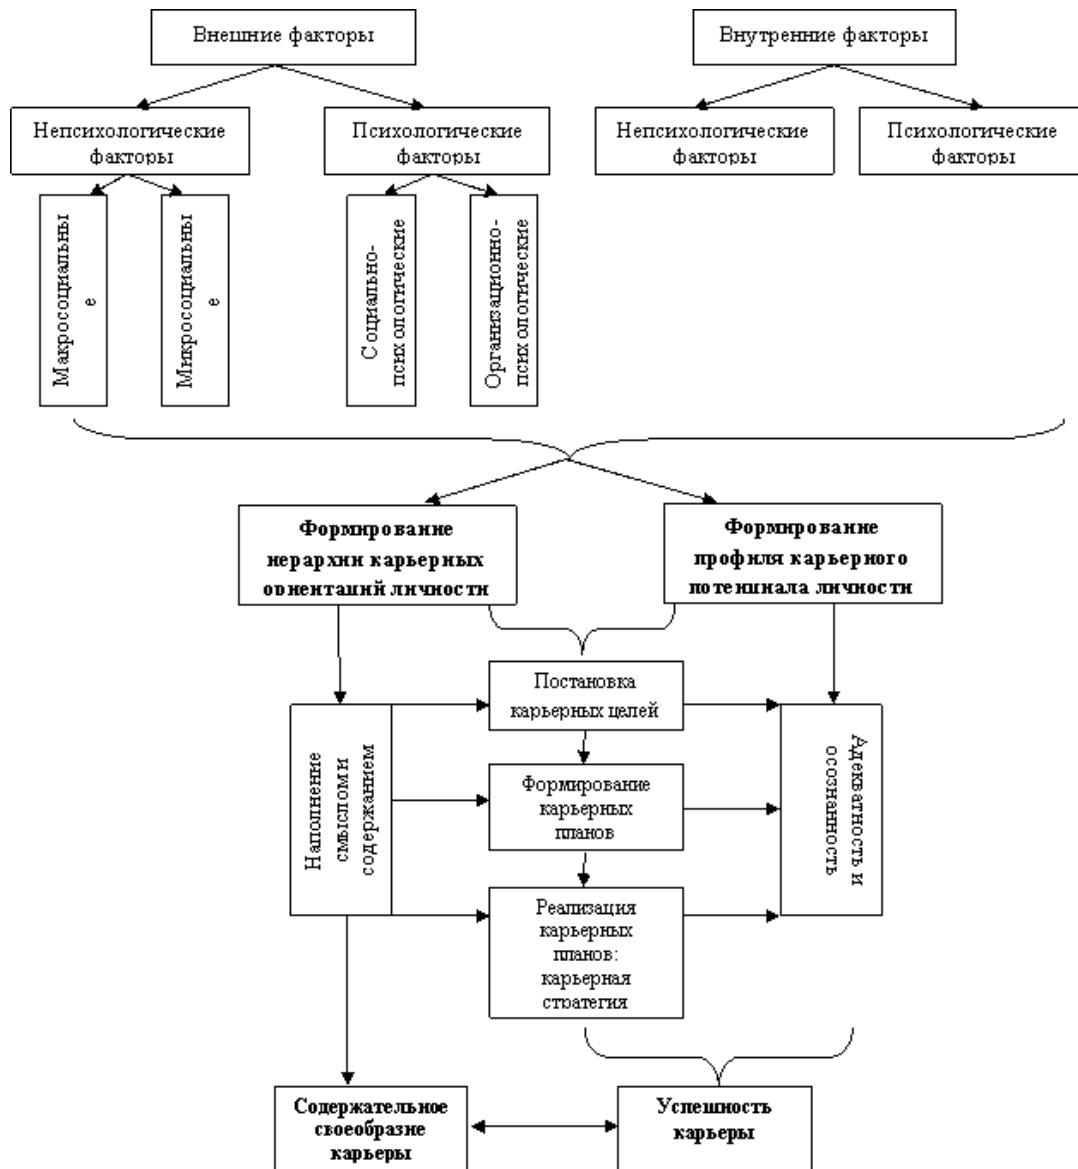 Внешние факторы
Внутренние факторы
Непсихологические
факторы
Психологические
факторы
Непсихологические
факторы
Психологические
факторы
Макросоциальны
е
Микросоциальны
е
Социально-
психологические
Организационно-
психологические
Формирование
иерархии карьерных
ориентаций личности
Формирование
профиля карьерного
потенциала личности
Постановка
карьерных целей
Наполнение
смыслом и
содержанием
Формирование
карьерных
планов
Адекватность и
осознанность
Реализация
карьерных
планов:
карьерная
стратегия
Содержательное
своеобразие
карьеры
Успешность
карьеры